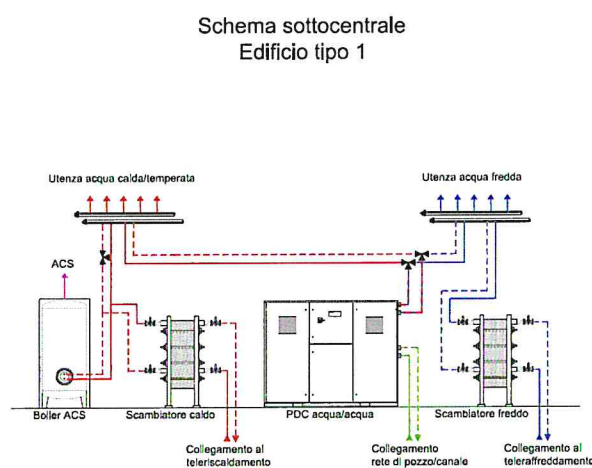 Schema sottocentrale
Edificio tipo 1
Utenza acqua calda/temperata
Utenza acqua fredda
ACS
Boiler ACS
Scambiatore caldo
PDC acqua/acqua
Scambiatore freddo
Collegamento al
teleriscaldamento
Collegamento
rete di pozzo/canale
Collegamento al
teleraffreddamento